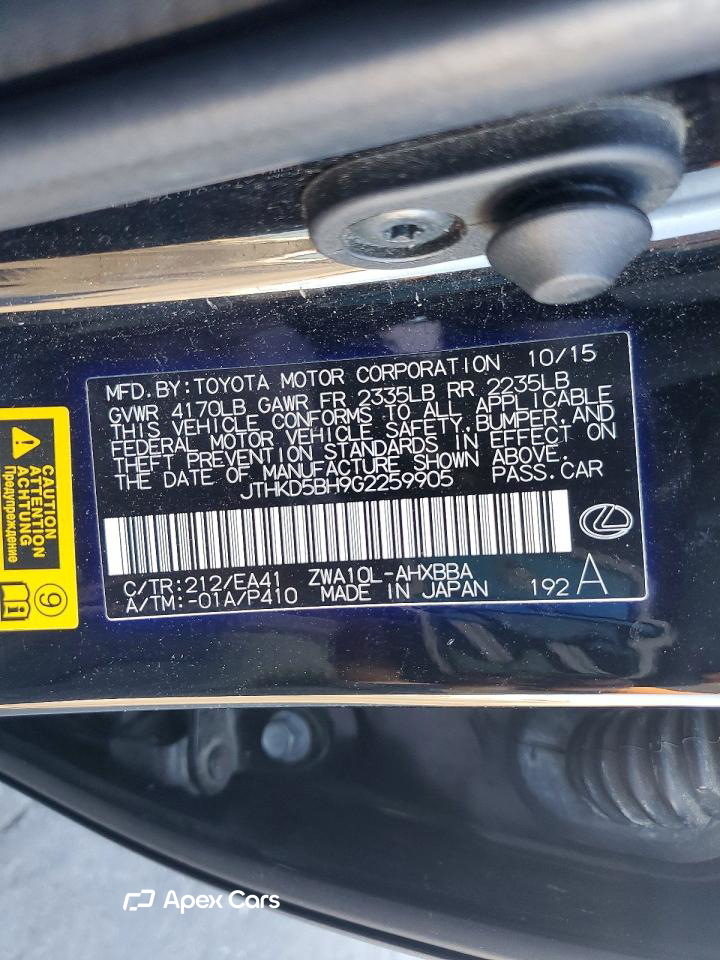 MFD. BY: TOYOTA MOTOR CORPORATION 10/15
GVWR 4170LB GAWR FR 2335LB RR 2235LB
THIS VEHICLE CONFORMS TO ALL APPLICABLE
FEDERAL MOTOR VEHICLE SAFETY, BUMPER, AND
THEFT PREVENTION STANDARDS IN EFFECT ON
THE DATE OF MANUFACTURE SHOWN ABOVE.
JTHKD5BH9G2259905 PASS. CAR
C/TR: 212/EA41 ZWA10L-AHXBBA
A/TM: -01A/P410 MADE IN JAPAN 192 A
CAUTION
ATTENTION
ACHTUNG
Предупреждение
9
Apex Cars